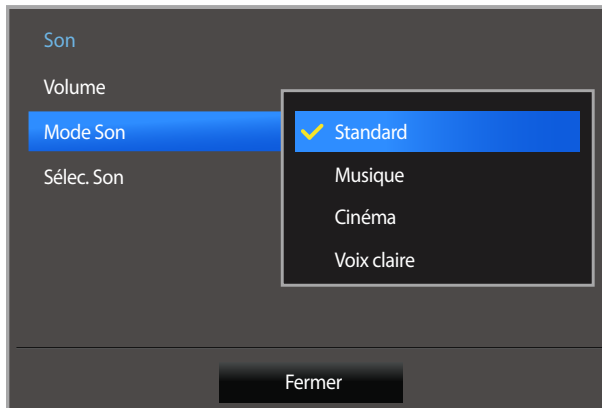 Son
Volume
Mode Son
Standard
Musique
Sélec. Son
Cinéma
Voix claire
Fermer